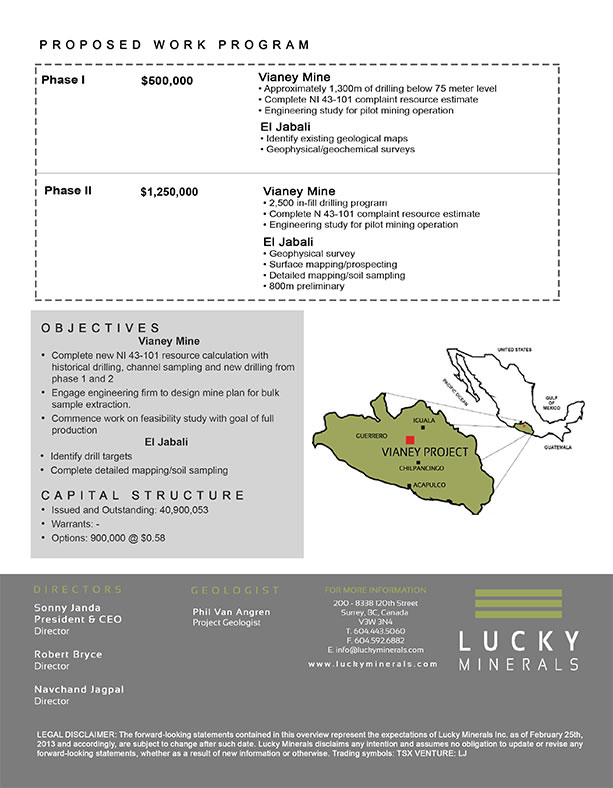 PROPOSED WORK PROGRAM
Phase I
$500,000
Vianey Mine
• Approximately 1,300m of drilling below 75 meter level
• Complete NI 43-101 complaint resource estimate
• Engineering study for pilot mining operation
El Jabali
• Identify existing geological maps
• Geophysical/geochemical surveys
Phase II
$1,250,000
Vianey Mine
• 2,500 in-fill drilling program
• Complete N 43-101 complaint resource estimate
• Engineering study for pilot mining operation
El Jabali
• Geophysical survey
• Surface mapping/prospecting
• Detailed mapping/soil sampling
• 800m preliminary
OBJECTIVES
Vianey Mine
• Complete new NI 43-101 resource calculation with
historical drilling, channel sampling and new drilling from
phase 1 and 2
• Engage engineering firm to design mine plan for bulk
sample extraction.
• Commence work on feasibility study with goal of full
production
El Jabali
• Identify drill targets
• Complete detailed mapping/soil sampling
CAPITAL STRUCTURE
• Issued and Outstanding: 40,900,053
• Warrants: -
• Options: 900,000 @ $0.58
UNITED STATES
PACIFIC OCEAN
GULF
OF
MEXICO
GUATEMALA
IGUALA
GUERRERO
VIANEY PROJECT
CHILPANCINGO
ACAPULCO
DIRECTORS
Sonny Janda
President & CEO
Director
Robert Bryce
Director
Navchand Jagpal
Director
GEOLOGIST
Phil Van Angren
Project Geologist
FOR MORE INFORMATION
200 - 8338 120th Street
Surrey, BC, Canada
V3W 3N4
T. 604.443.5060
F. 604.592.6882
E. info@luckyminerals.com
www.luckyminerals.com
LUCKY
MINERALS
LEGAL DISCLAIMER: The forward-looking statements contained in this overview represent the expectations of Lucky Minerals Inc. as of February 25th,
2013 and accordingly, are subject to change after such date. Lucky Minerals disclaims any intention and assumes no obligation to update or revise any
forward-looking statements, whether as a result of new information or otherwise. Trading symbols: TSX VENTURE: LJ